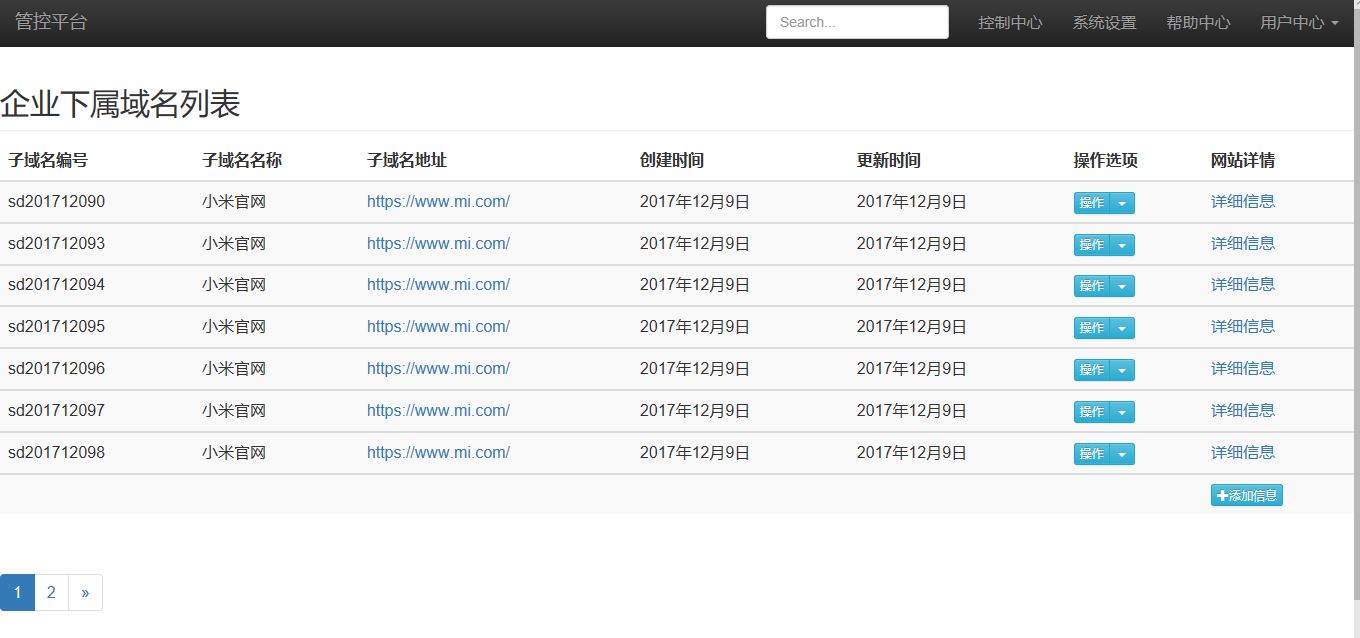 管控平台 Search... 控制中心 系统设置 帮助中心 用户中心
企业下属域名列表
子域名编号 子域名名称 子域名地址 创建时间 更新时间 操作选项 网站详情
sd201712090 小米官网 https://www.mi.com/ 2017年12月9日 2017年12月9日 操作 详细信息
sd201712093 小米官网 https://www.mi.com/ 2017年12月9日 2017年12月9日 操作 详细信息
sd201712094 小米官网 https://www.mi.com/ 2017年12月9日 2017年12月9日 操作 详细信息
sd201712095 小米官网 https://www.mi.com/ 2017年12月9日 2017年12月9日 操作 详细信息
sd201712096 小米官网 https://www.mi.com/ 2017年12月9日 2017年12月9日 操作 详细信息
sd201712097 小米官网 https://www.mi.com/ 2017年12月9日 2017年12月9日 操作 详细信息
sd201712098 小米官网 https://www.mi.com/ 2017年12月9日 2017年12月9日 操作 详细信息
+添加信息
1 2 »